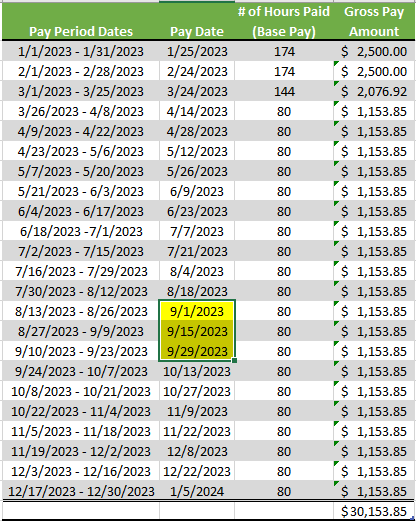 Pay Period Dates Pay Date # of Hours Paid (Base Pay) Gross Pay Amount
1/1/2023 - 1/31/2023 1/25/2023 174 $ 2,500.00
2/1/2023 - 2/28/2023 2/24/2023 174 $ 2,500.00
3/1/2023 - 3/25/2023 3/24/2023 144 $ 2,076.92
3/26/2023 - 4/8/2023 4/14/2023 80 $ 1,153.85
4/9/2023 - 4/22/2023 4/28/2023 80 $ 1,153.85
4/23/2023 - 5/6/2023 5/12/2023 80 $ 1,153.85
5/7/2023 - 5/20/2023 5/26/2023 80 $ 1,153.85
5/21/2023 - 6/3/2023 6/9/2023 80 $ 1,153.85
6/4/2023 - 6/17/2023 6/23/2023 80 $ 1,153.85
6/18/2023 -7/1/2023 7/7/2023 80 $ 1,153.85
7/2/2023 - 7/15/2023 7/21/2023 80 $ 1,153.85
7/16/2023 - 7/29/2023 8/4/2023 80 $ 1,153.85
7/30/2023 - 8/12/2023 8/18/2023 80 $ 1,153.85
8/13/2023 - 8/26/2023 9/1/2023 80 $ 1,153.85
8/27/2023 - 9/9/2023 9/15/2023 80 $ 1,153.85
9/10/2023 - 9/23/2023 9/29/2023 80 $ 1,153.85
9/24/2023 - 10/7/2023 10/13/2023 80 $ 1,153.85
10/8/2023 - 10/21/2023 10/27/2023 80 $ 1,153.85
10/22/2023 - 11/4/2023 11/9/2023 80 $ 1,153.85
11/5/2023 - 11/18/2023 11/22/2023 80 $ 1,153.85
11/19/2023 - 12/2/2023 12/8/2023 80 $ 1,153.85
12/3/2023 - 12/16/2023 12/22/2023 80 $ 1,153.85
12/17/2023 - 12/30/2023 1/5/2024 80 $ 1,153.85
$30,153.85